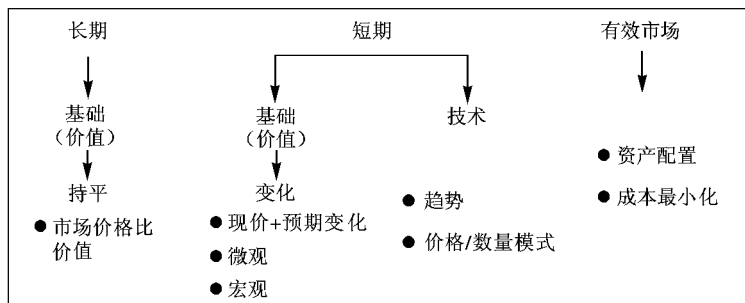 长期
短期
有效市场
基础
（价值）
基础
（价值）
技术
持平
● 市场价格比
价值
变化
● 现价+预期变化
● 微观
● 宏观
● 趋势
● 价格/数量模式
● 资产配置
● 成本最小化